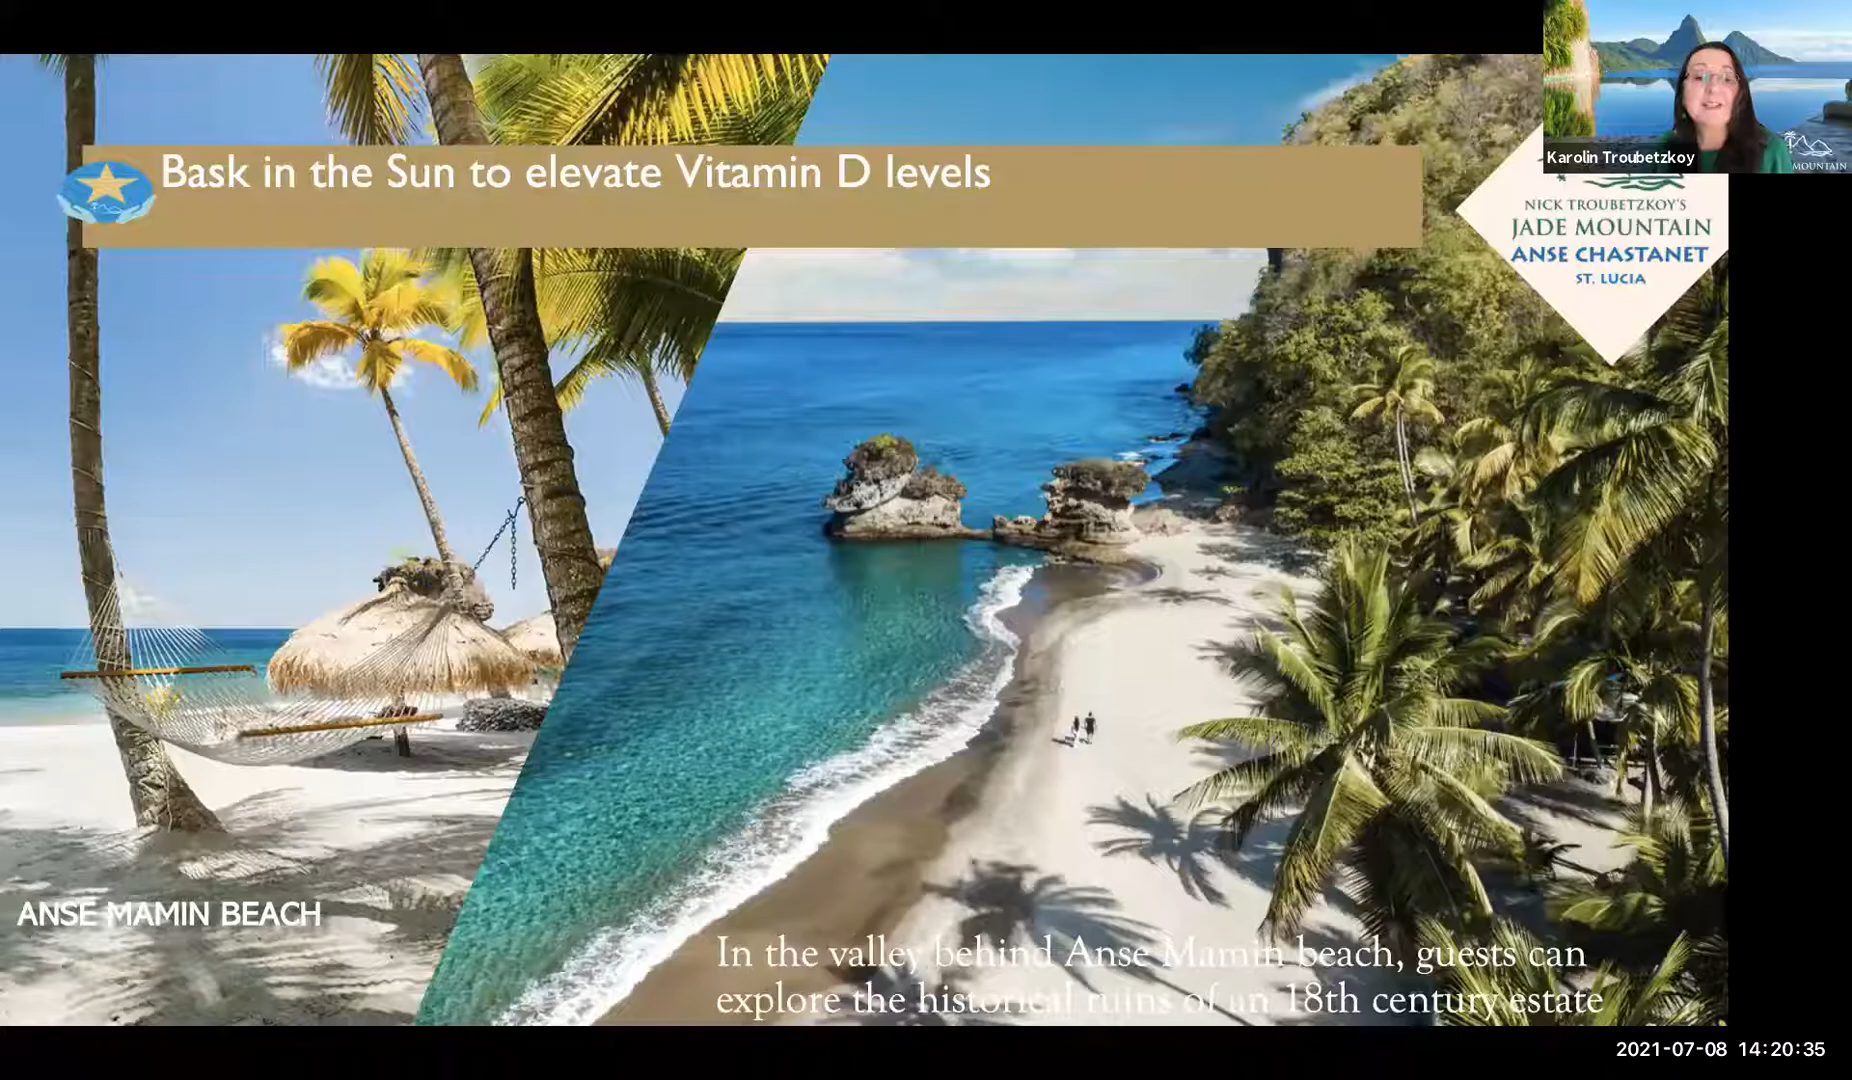 Karolin Troubetzkoy
MOUNTAIN
Bask in the Sun to elevate Vitamin D levels
NICK TROUBETZKOY'S
JADE MOUNTAIN
ANSE CHASTANET
ST. LUCIA
ANSE MAMIN BEACH
In the valley behind Anse Mamin beach, guests can
explore the historical ruins of an 18th century estate
2021-07-08 14:20:35